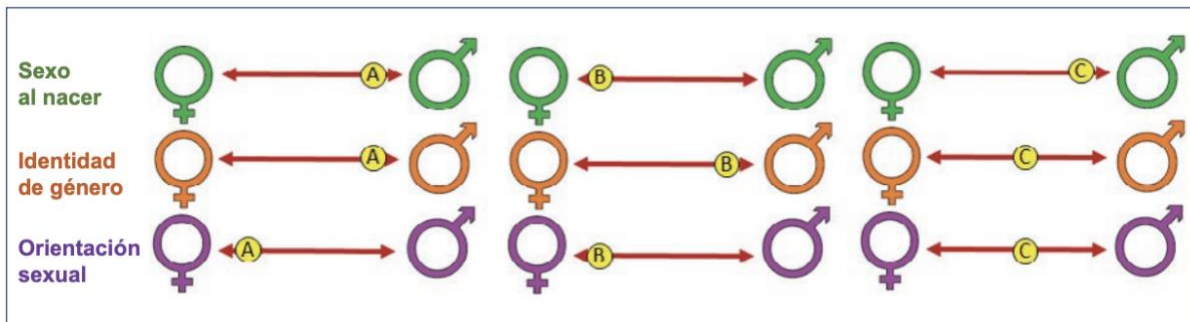 Sexo
al nacer
A
B
C
Identidad
de género
A
B
C
Orientación
sexual
A
B
C